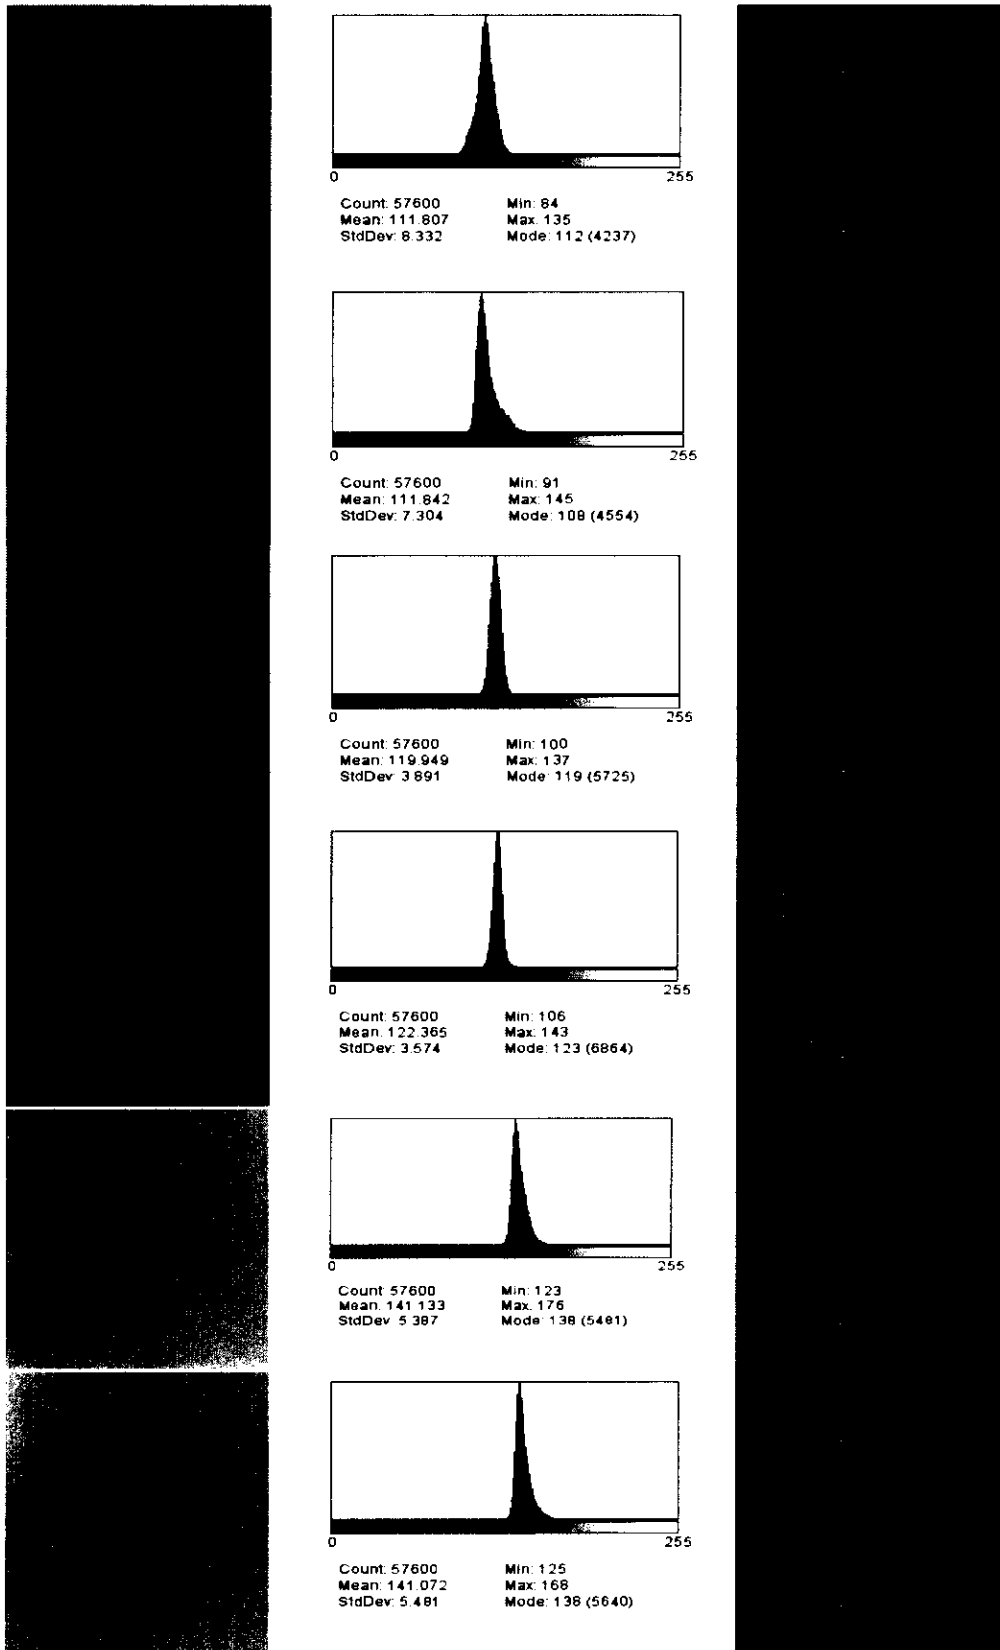 0 255
Count: 57600 Min: 84
Mean: 111.807 Max: 135
StdDev: 8.332 Mode: 112 (4237)
0 255
Count: 57600 Min: 91
Mean: 111.842 Max: 145
StdDev: 7.304 Mode: 108 (4554)
0 255
Count: 57600 Min: 100
Mean: 119.949 Max: 137
StdDev: 3.891 Mode: 119 (5725)
0 255
Count: 57600 Min: 106
Mean: 122.365 Max: 143
StdDev: 3.574 Mode: 123 (6864)
0 255
Count: 57600 Min: 123
Mean: 141.133 Max: 176
StdDev: 5.387 Mode: 138 (5481)
0 255
Count: 57600 Min: 125
Mean: 141.072 Max: 168
StdDev: 5.481 Mode: 138 (5640)